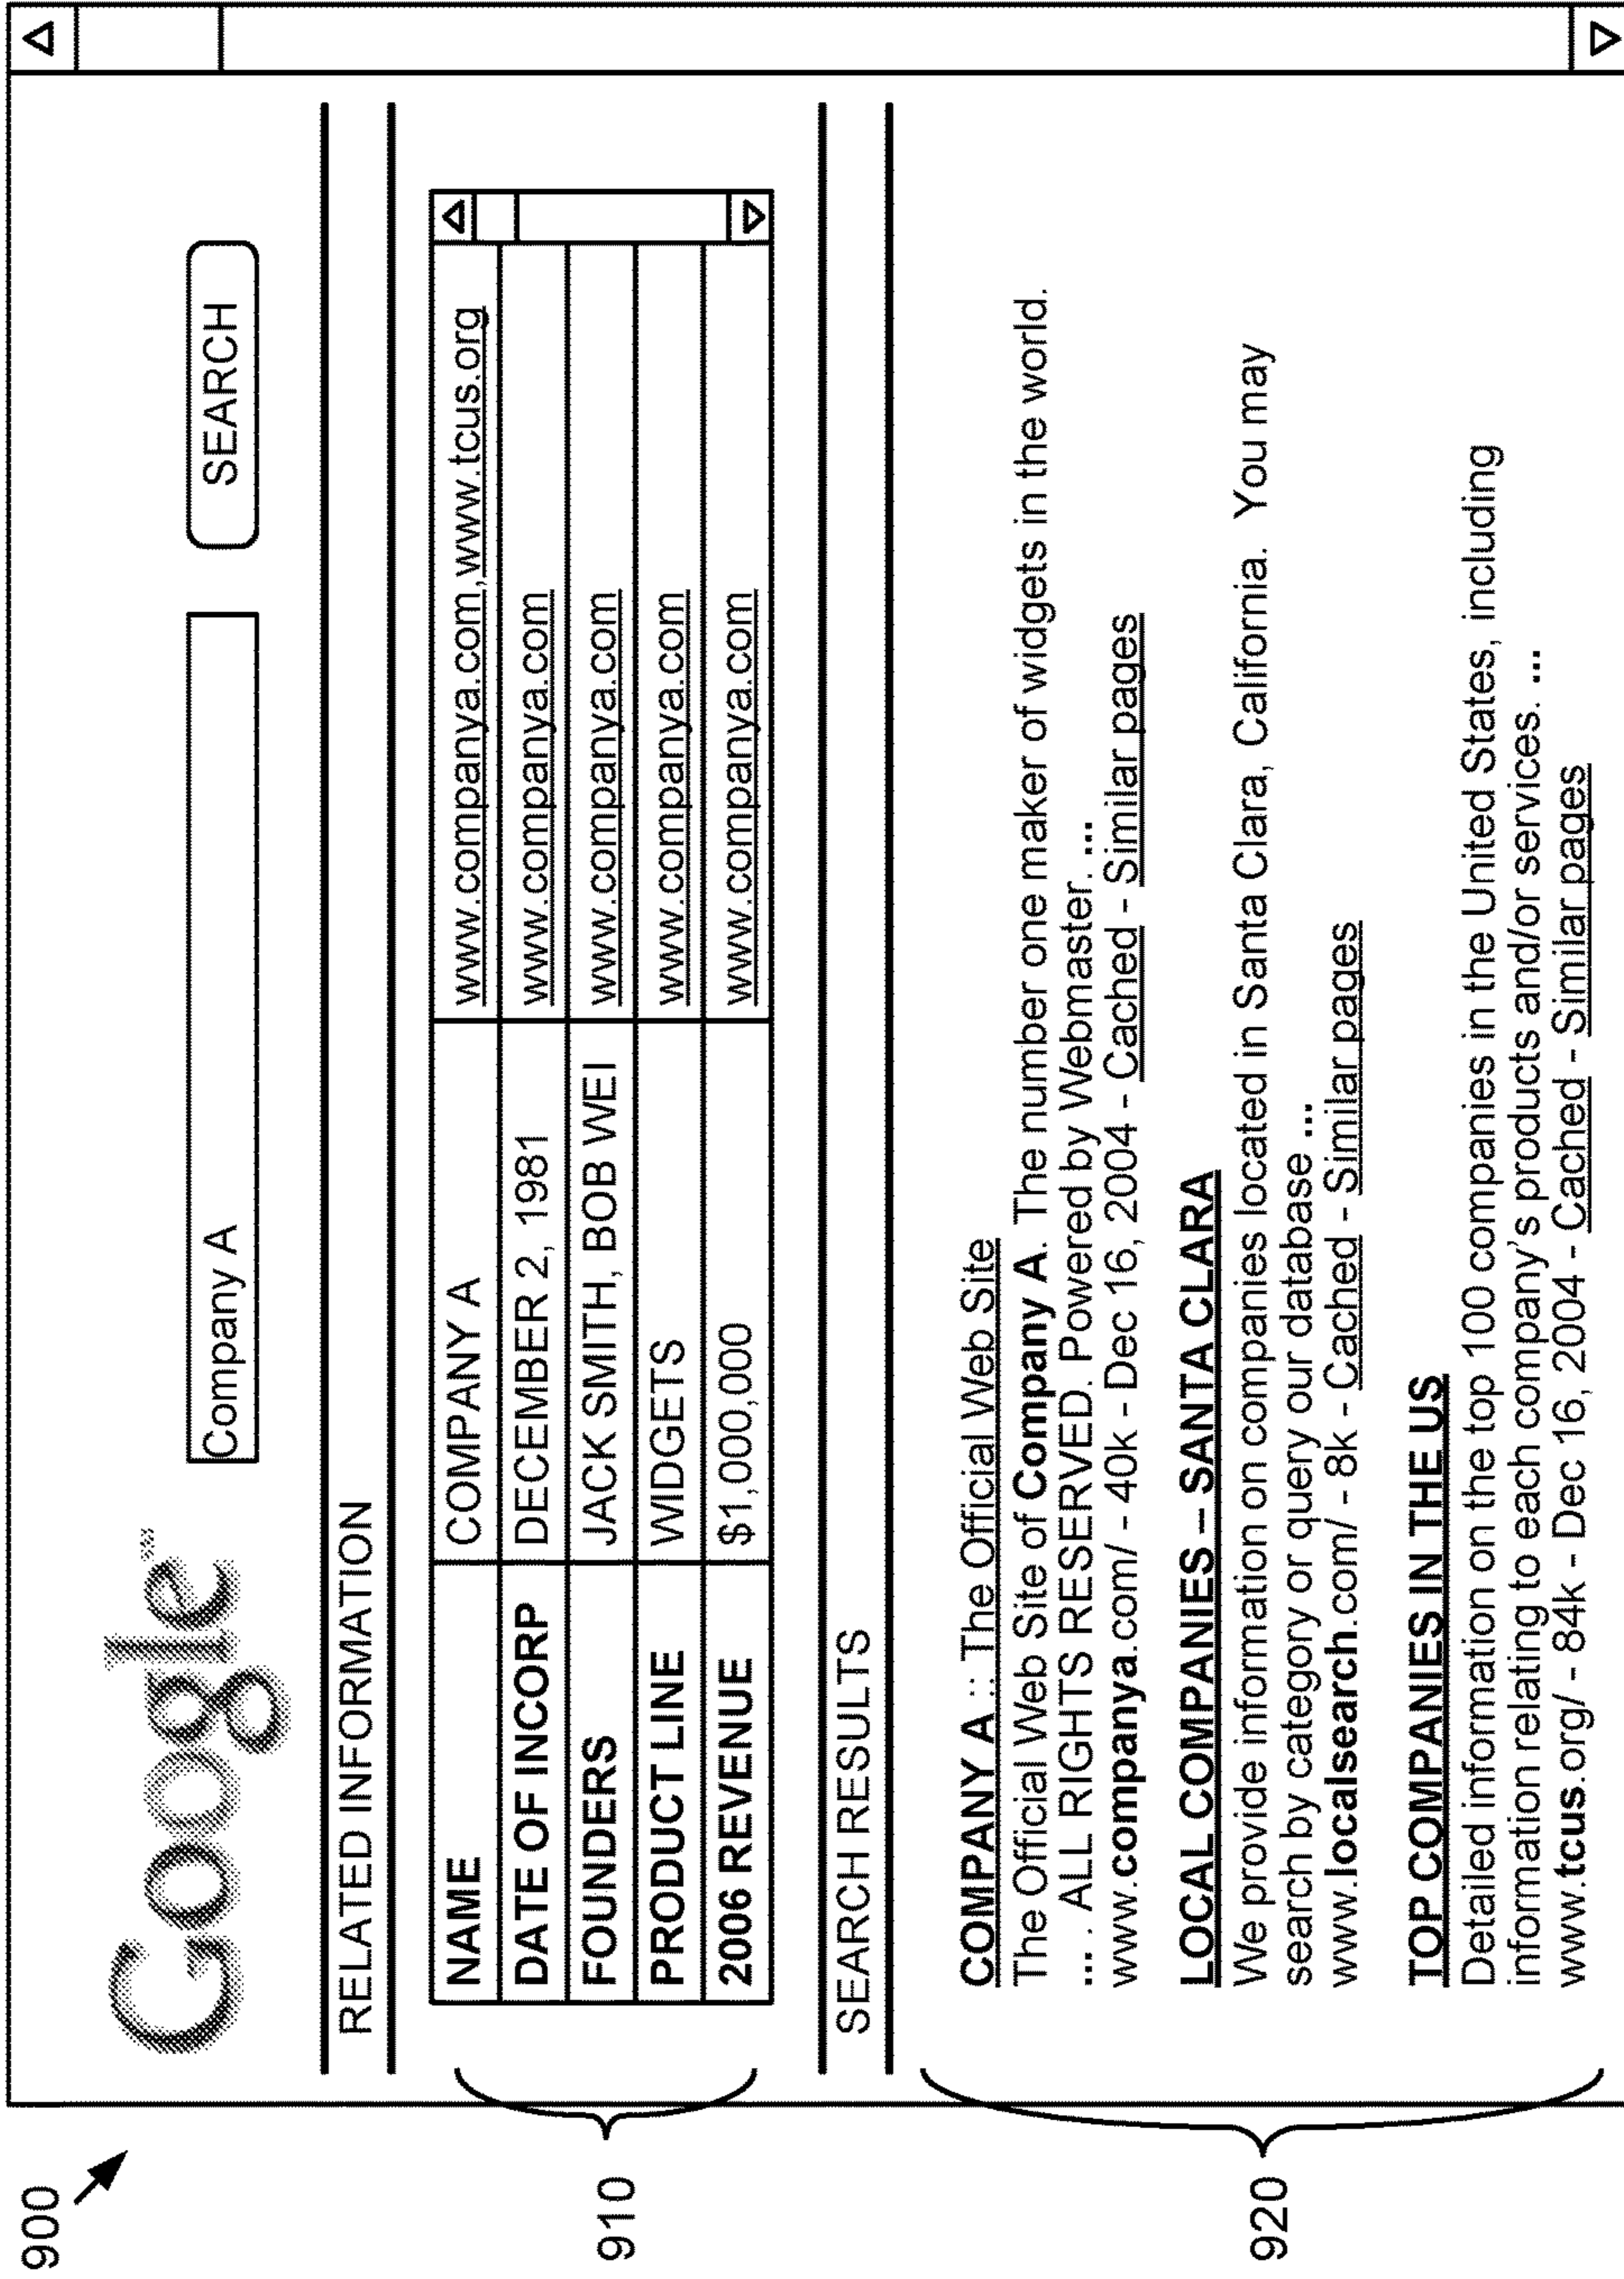 900
Google℠
Company A
SEARCH
RELATED INFORMATION
910
NAME COMPANY A www.companya.com, www.tcus.org
DATE OF INCORP DECEMBER 2, 1981 www.companya.com
FOUNDERS JACK SMITH, BOB WEI www.companya.com
PRODUCT LINE WIDGETS www.companya.com
2006 REVENUE $1,000,000 www.companya.com
SEARCH RESULTS
920
COMPANY A :: The Official Web Site
The Official Web Site of Company A. The number one maker of widgets in the world.
... . ALL RIGHTS RESERVED. Powered by Webmaster. ...
www.companya.com/ - 40k - Dec 16, 2004 - Cached - Similar pages
LOCAL COMPANIES – SANTA CLARA
We provide information on companies located in Santa Clara, California. You may
search by category or query our database ...
www.localsearch.com/ - 8k - Cached - Similar pages
TOP COMPANIES IN THE US
Detailed information on the top 100 companies in the United States, including
information relating to each company's products and/or services. ...
www.tcus.org/ - 84k - Dec 16, 2004 - Cached - Similar pages